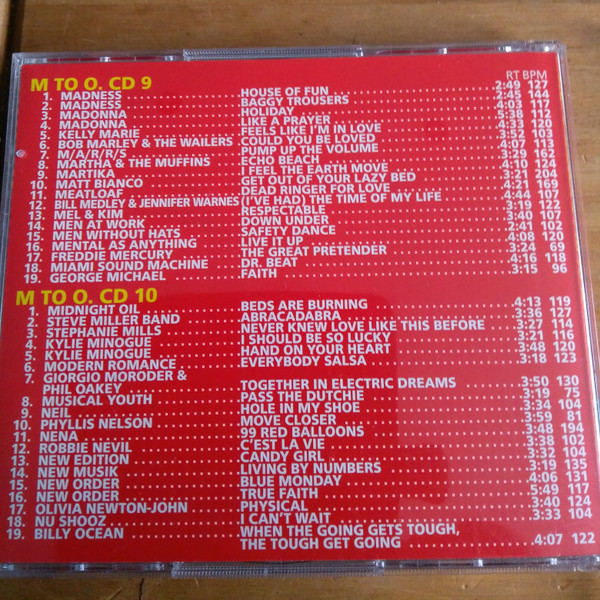 RT BPM
M TO O. CD 9
1. MADNESS HOUSE OF FUN 2:49 127
2. MADNESS BAGGY TROUSERS 2:45 144
3. MADONNA HOLIDAY 4:03 117
4. MADONNA LIKE A PRAYER 5:38 112
5. KELLY MARIE FEELS LIKE I'M IN LOVE 4:33 120
6. BOB MARLEY & THE WAILERS COULD YOU BE LOVED 3:52 103
7. M/A/R/R/S PUMP UP THE VOLUME 4:07 113
8. MARTHA & THE MUFFINS ECHO BEACH 3:29 162
9. MARTIKA I FEEL THE EARTH MOVE 124
10. MATT BIANCO GET OUT OF YOUR LAZY BED 3:21 204
11. MEATLOAF DEAD RINGER FOR LOVE 4:21 169
12. BILL MEDLEY & JENNIFER WARNES (I'VE HAD) THE TIME OF MY LIFE 4:44 107
13. MEL & KIM RESPECTABLE 3:19 122
14. MEN AT WORK DOWN UNDER 3:40 107
15. MEN WITHOUT HATS SAFETY DANCE 2:41 102
16. MENTAL AS ANYTHING LIVE IT UP 4:08 120
17. FREDDIE MERCURY THE GREAT PRETENDER 3:24 69
18. MIAMI SOUND MACHINE DR. BEAT 4:16 118
19. GEORGE MICHAEL FAITH 3:15 96
M TO O. CD 10
1. MIDNIGHT OIL BEDS ARE BURNING 4:13 119
2. STEVE MILLER BAND ABRACADABRA 3:36 127
3. STEPHANIE MILLS NEVER KNEW LOVE LIKE THIS BEFORE 3:27 114
4. KYLIE MINOGUE I SHOULD BE SO LUCKY 3:21 116
5. KYLIE MINOGUE HAND ON YOUR HEART 3:48 120
6. MODERN ROMANCE EVERYBODY SALSA 3:18 123
7. GIORGIO RORODER &
PHIL OAKEY TOGETHER IN ELECTRIC DREAMS 3:50 130
8. MUSICAL YOUTH PASS THE DUTCHIE 3:19 75
9. NEIL HOLE IN MY SHOE 3:34 104
10. PHYLLIS NELSON MOVE CLOSER 3:59 81
11. NENA 99 RED BALLOONS 3:48 194
12. ROBBIE NEVIL C'EST LA VIE 3:38 102
13. NEW EDITION CANDY GIRL 3:32 104
14. NEW MUSIK LIVING BY NUMBERS 3:19 135
15. NEW ORDER BLUE MONDAY 4:06 131
16. NEW ORDER TRUE FAITH 5:49 117
17. OLIVIA NEWTON-JOHN PHYSICAL 3:40 124
18. NU SHOOZ I CAN'T WAIT 3:33 104
19. BILLY OCEAN WHEN THE GOING GETS TOUGH,
THE TOUGH GET GOING 4:07 122